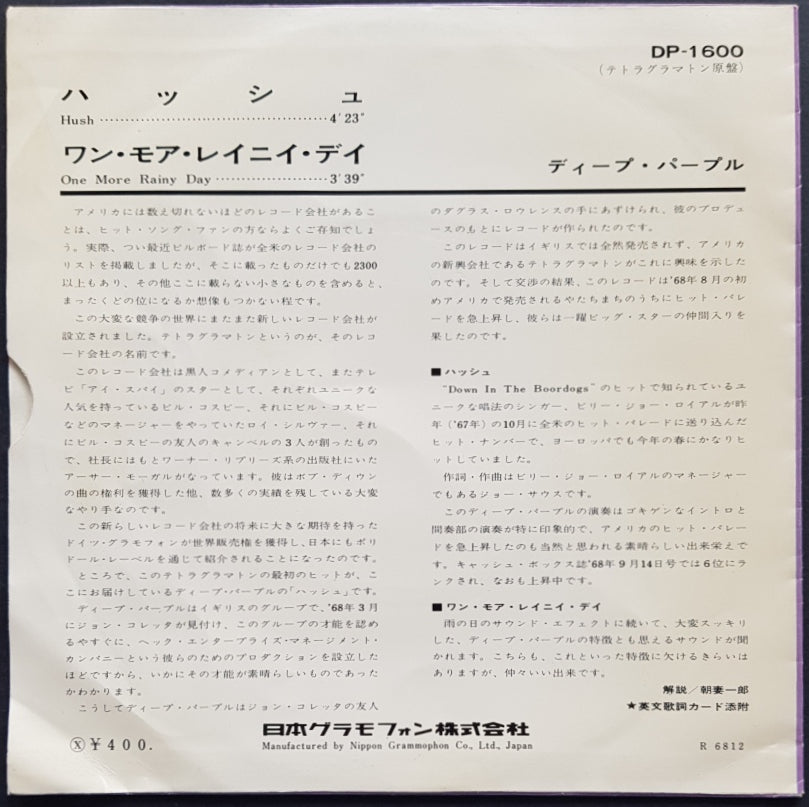 DP-1600
(テトラグラマトン原盤)
ハッシュ
Hush ⋯⋯⋯⋯⋯⋯⋯⋯⋯⋯⋯⋯ 4′23″
ワン・モア・レイニイ・デイ
One More Rainy Day ⋯⋯⋯⋯⋯⋯⋯ 3′39″
ディープ・パープル
アメリカには数え切れないほどのレコード会社があるこ
とは、ヒット・ソング・ファンの方ならよくご存知でしょ
う。実際、つい最近ビルボード誌が全米のレコード会社の
リストを掲載しましたが、そこに載ったものだけでも2300
以上もあり、その他ここに載らない小さなものを含めると、
まったくどの位になるか想像もつかない程です。
この大変な競争の世界にまたまた新しいレコード会社が
設立されました。テトラグラマトンというのが、そのレコ
ード会社の名前です。
このレコード会社は黒人コメディアンとして、またテレ
ビ「アイ・スパイ」のスターとして、それぞれユニークな
人気を持っているビル・コスビー、それにビル・コスビー
などのマネージャーをやっていたロイ・シルヴァー、それ
にビル・コスビーの友人のキャンベルの3人が創ったもの
で、社長にはもとワーナー・リプリーズ系の出版社にいた
アーサー・モーガルがなっています。彼はボブ・ディウン
の曲の権利を獲得した他、数多くの実績を残している大変
なやり手なのです。
この新らしいレコード会社の将来に大きな期待を持った
ドイツ・グラモフォンが世界販売権を獲得し、日本にもポリ
ドール・レーベルを通じて紹介されることになったのです。
ところで、このテトラグラマトンの最初のヒットが、こ
こにお届けしているディープ・パープルの「ハッシュ」です。
ディープ・パープルはイギリスのグループで、'68年3月
にジョン・コレッタが見付け、このグループの才能を認め
るやすぐに、ヘック・エンタープライズ・マネージメント・
カンパニーという彼らのためのプロダクションを設立した
ほどですから、いかにその才能が素晴らしいものであった
かわかります。
こうしてディープ・パープルはジョン・コレッタの友人
のダグラス・ロウレンスの手にあずけられ、彼のプロデュ
ースのもとにレコードが作られたのです。
このレコードはイギリスでは全然発売されず、アメリカ
の新興会社であるテトラグラマトンがこれに興味を示した
のです。そして交渉の結果、このレコードは'68年8月の初
めアメリカで発売されるやたちまちのうちにヒット・パレ
ードを急上昇し、彼らは一躍ビッグ・スターの仲間入りを
果したのです。
■ハッシュ
"Down In The Boordogs" のヒットで知られているユ
ニークな唱法のシンガー、ビリー・ジョー・ロイアルが昨
年('67年)の10月に全米のヒット・パレードに送り込んだ
ヒット・ナンバーで、ヨーロッパでも今年の春にかなりヒ
ットしていました。
作詞・作曲はビリー・ジョー・ロイアルのマネージャー
でもあるジョー・サウスです。
このディープ・パープルの演奏はゴキゲンなイントロと
間奏部の演奏が特に印象的で、アメリカのヒット・パレー
ドを急上昇したのも当然と思われる素晴らしい出来栄えで
す。キャッシュ・ボックス誌'68年9月14日号では6位にラ
ンクされ、なおも上昇中です。
■ワン・モア・レイニイ・デイ
雨の日のサウンド・エフェクトに続いて、大変スッキリ
した、ディープ・パープルの特徴とも思えるサウンドが聞
かれます。こちらも、これといった特徴に欠けるきらいは
ありますが、仲々いい出来です。
解説/朝妻一郎
★英文歌詞カード添附
Ⓧ¥400.
日本グラモフォン株式会社
Manufactured by Nippon Grammophon Co., Ltd., Japan
R 6812